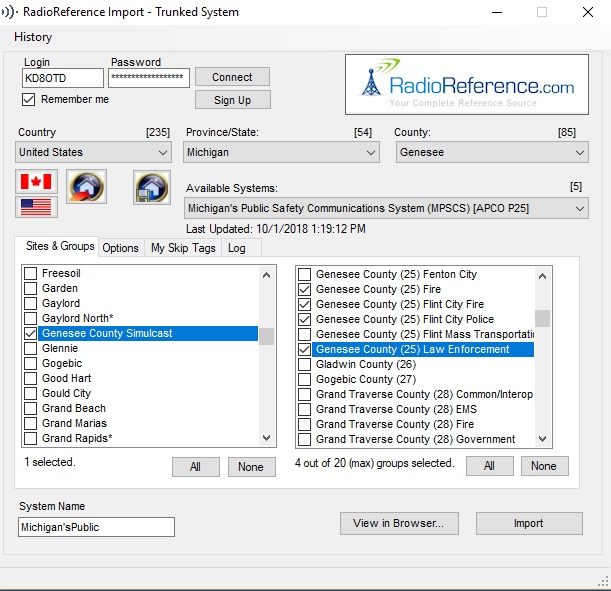 RadioReference Import - Trunked System
History
Login
Password
KD8OTD
******************
Connect
Remember me
Sign Up
RadioReference.com
Your Complete Reference Source
Country [235]
Province/State: [54]
County: [85]
United States
Michigan
Genesee
Available Systems: [5]
Michigan's Public Safety Communications System (MPSCS) [APCO P25]
Last Updated: 10/1/2018 1:19:12 PM
Sites & Groups
Options
My Skip Tags
Log
Freesoil
Garden
Gaylord
Gaylord North*
Genesee County Simulcast
Glennie
Gogebic
Good Hart
Gould City
Grand Beach
Grand Marias
Grand Rapids*
Genesee County (25) Fenton City
Genesee County (25) Fire
Genesee County (25) Flint City Fire
Genesee County (25) Flint City Police
Genesee County (25) Flint Mass Transportati
Genesee County (25) Law Enforcement
Gladwin County (26)
Gogebic County (27)
Grand Traverse County (28) Common/Interop
Grand Traverse County (28) EMS
Grand Traverse County (28) Fire
Grand Traverse County (28) Government
1 selected.
All
None
4 out of 20 (max) groups selected.
All
None
System Name
Michigan'sPublic
View in Browser...
Import